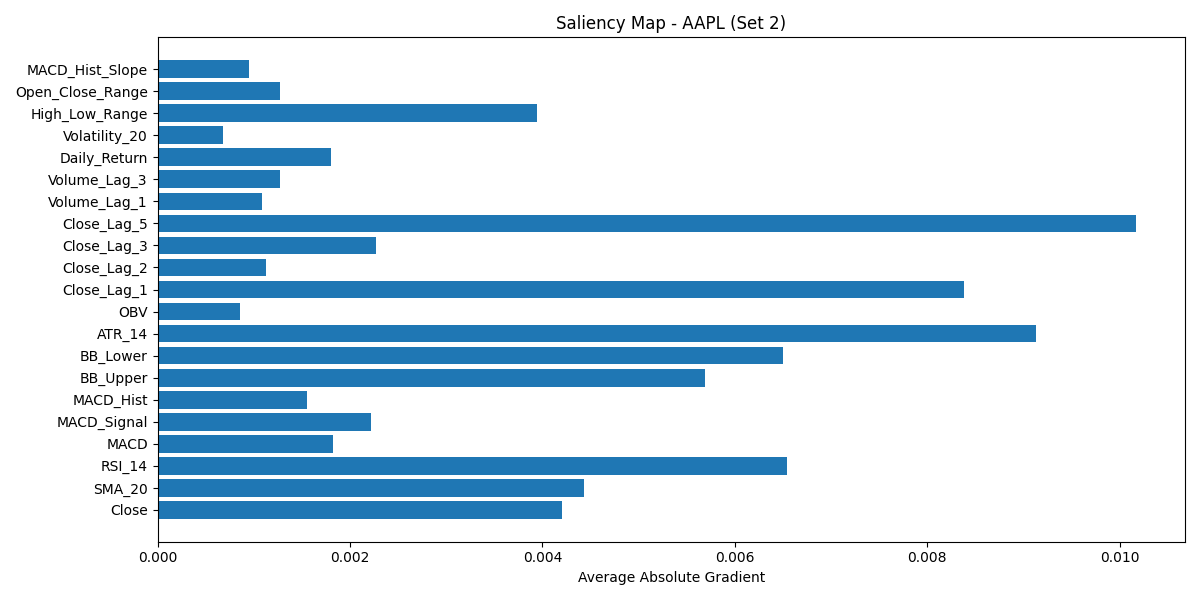 Saliency Map - AAPL (Set 2)
MACD_Hist_Slope
Open_Close_Range
High_Low_Range
Volatility_20
Daily_Return
Volume_Lag_3
Volume_Lag_1
Close_Lag_5
Close_Lag_3
Close_Lag_2
Close_Lag_1
OBV
ATR_14
BB_Lower
BB_Upper
MACD_Hist
MACD_Signal
MACD
RSI_14
SMA_20
Close
0.000 0.002 0.004 0.006 0.008 0.010
Average Absolute Gradient